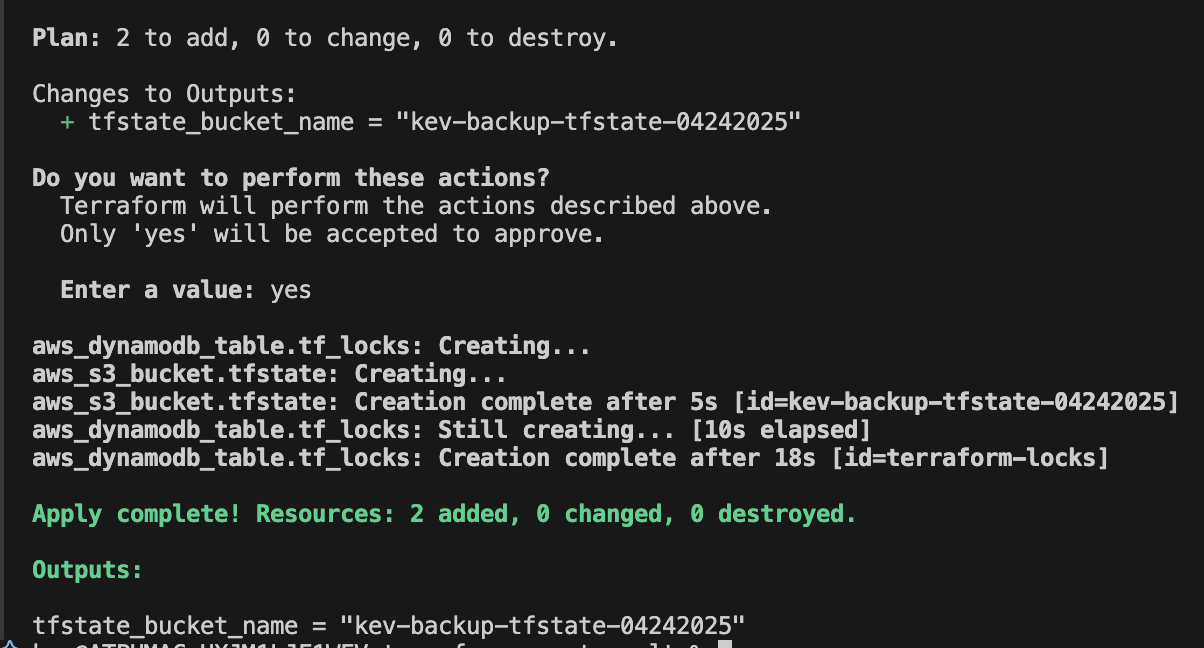 Plan: 2 to add, 0 to change, 0 to destroy.
Changes to Outputs:
+ tfstate_bucket_name = "kev-backup-tfstate-04242025"
Do you want to perform these actions?
Terraform will perform the actions described above.
Only 'yes' will be accepted to approve.
Enter a value: yes
aws_dynamodb_table.tf_locks: Creating...
aws_s3_bucket.tfstate: Creating...
aws_s3_bucket.tfstate: Creation complete after 5s [id=kev-backup-tfstate-04242025]
aws_dynamodb_table.tf_locks: Still creating... [10s elapsed]
aws_dynamodb_table.tf_locks: Creation complete after 18s [id=terraform-locks]
Apply complete! Resources: 2 added, 0 changed, 0 destroyed.
Outputs:
tfstate_bucket_name = "kev-backup-tfstate-04242025"